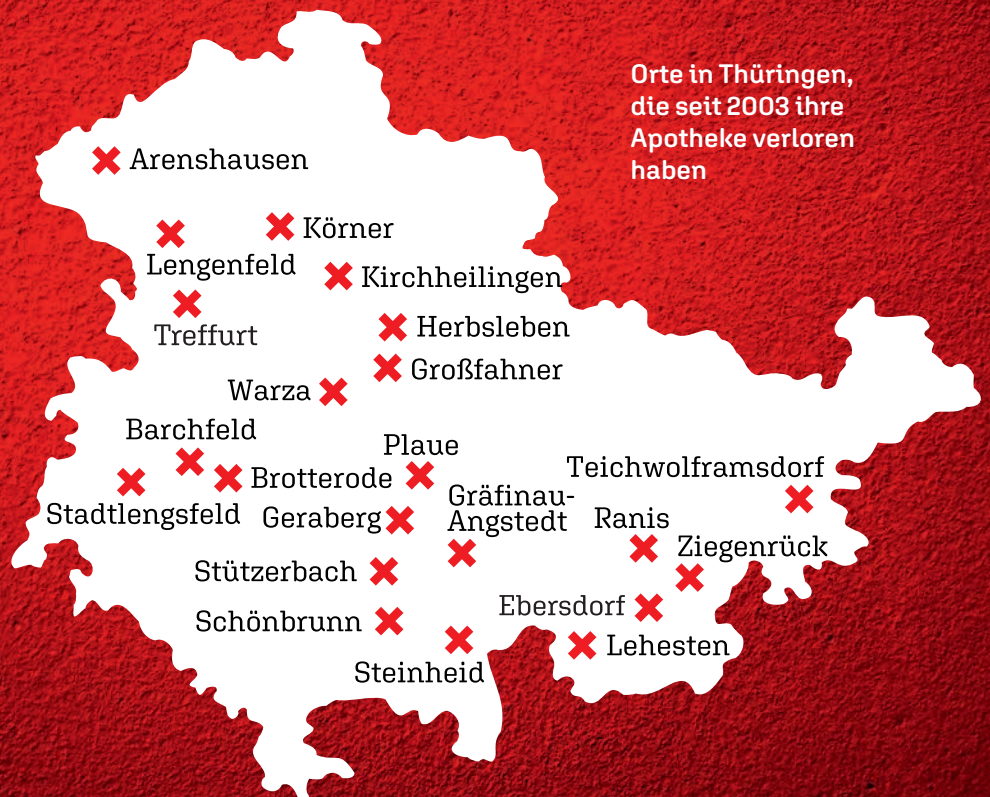 Orte in Thüringen,
die seit 2003 ihre
Apotheke verloren
haben
Arenshausen
Körner
Lengenfeld
Kirchheilingen
Treffurt
Herbsleben
Großfahner
Warza
Barchfeld
Plaue
Teichwolframsdorf
Brotterode
Gräfinau-
Angstedt
Stadtlengsfeld
Geraberg
Ranis
Ziegenrück
Stützerbach
Ebersdorf
Schönbrunn
Lehesten
Steinheid